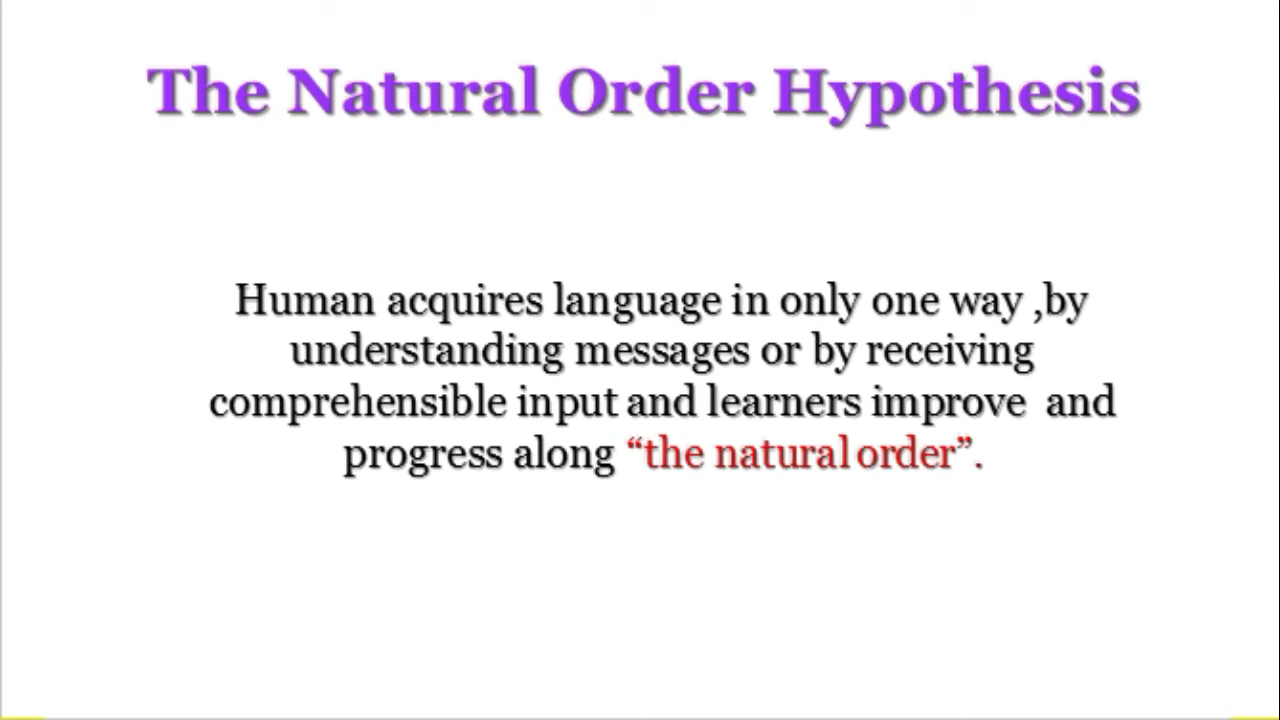 The Natural Order Hypothesis
Human acquires language in only one way ,by
understanding messages or by receiving
comprehensible input and learners improve  and
progress along “the natural order”.